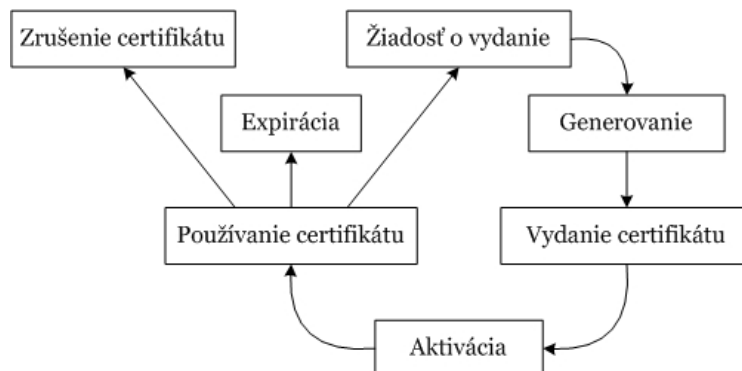 Zrušenie certifikátu
Žiadosť o vydanie
Expirácia
Generovanie
Používanie certifikátu
Vydanie certifikátu
Aktivácia